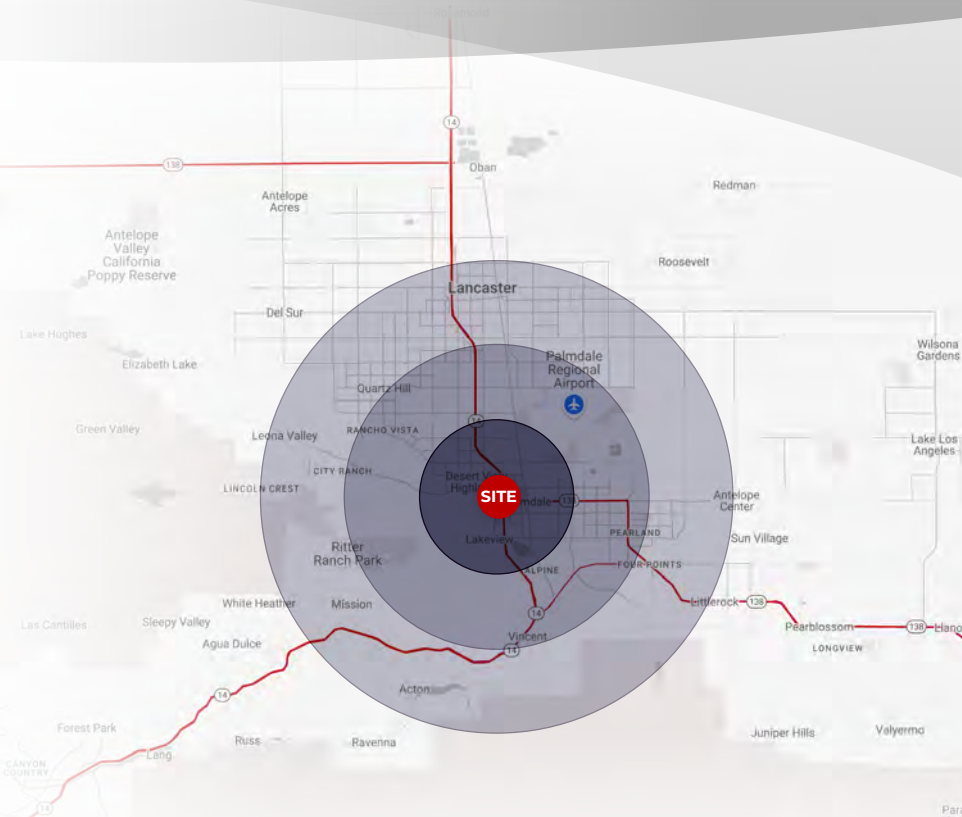 14
138
Oban
Redman
Antelope
Acres
Antelope
Valley
California
Poppy Reserve
Roosevelt
Lancaster
Del Sur
Lake Hughes
Elizabeth Lake
Wilsona
Gardens
Palmdale
Regional
Airport
Quartz Hill
14
Green Valley
RANCHO VISTA
Leona Valley
Lake Los
Angeles
CITY RANCH
LINCOLN CREST
Desert
SITE
mdale
138
Antelope
Center
PEARLAND
Sun Village
Lakeview
Ritter
Ranch Park
ALPINE
FOUR POINTS
White Heather
Mission
Littlerock
138
14
Las Cantiles
Sleepy Valley
Pearblossom
138
Llano
Agua Dulce
Vincent
14
LONGVIEW
Acton
14
Forest Park
Russ
Ravenna
Juniper Hills
Valyermo
Lang
CANYON
COUNTRY
14